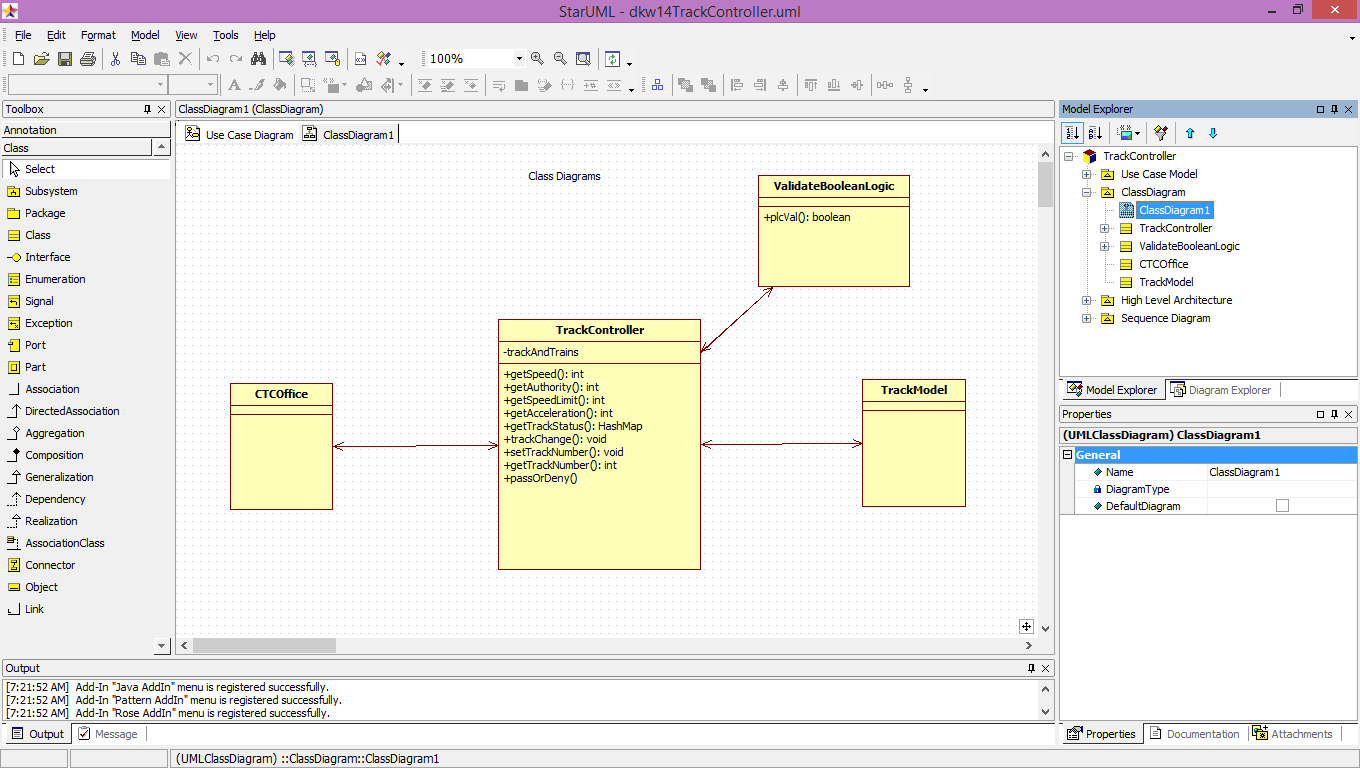 StarUML - dkw14TrackController.uml
File Edit Format Model View Tools Help
100%
Toolbox
Annotation
Class
Select
Subsystem
Package
Class
Interface
Enumeration
Signal
Exception
Port
Part
Association
DirectedAssociation
Aggregation
Composition
Generalization
Dependency
Realization
AssociationClass
Connector
Object
Link
ClassDiagram1 (ClassDiagram)
Use Case Diagram ClassDiagram1
Class Diagrams
ValidateBooleanLogic
+plcVal(): boolean
TrackController
-trackAndTrains
+getSpeed(): int
+getAuthority(): int
+getSpeedLimit(): int
+getAcceleration(): int
+getTrackStatus(): HashMap
+trackChange(): void
+setTrackNumber(): void
+getTrackNumber(): int
+passOrDeny()
CTCOffice
TrackModel
Model Explorer
TrackController
Use Case Model
ClassDiagram
ClassDiagram1
TrackController
ValidateBooleanLogic
CTCOffice
TrackModel
High Level Architecture
Sequence Diagram
Model Explorer Diagram Explorer
Properties
(UMLClassDiagram) ClassDiagram1
General
Name ClassDiagram1
DiagramType
DefaultDiagram
Properties Documentation Attachments
Output
[7:21:52 AM] Add-In "Java AddIn" menu is registered successfully.
[7:21:52 AM] Add-In "Pattern AddIn" menu is registered successfully.
[7:21:52 AM] Add-In "Rose AddIn" menu is registered successfully.
Output Message
(UMLClassDiagram) ::ClassDiagram::ClassDiagram1